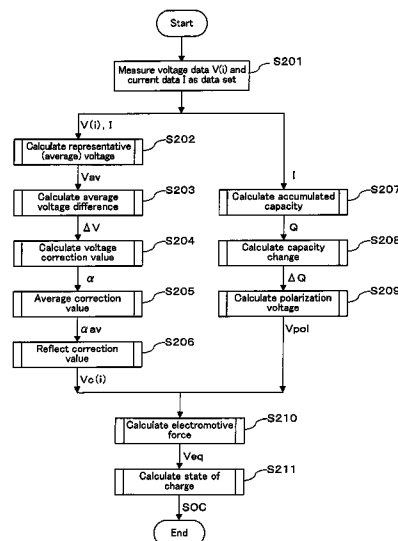 Start
S201
Measure voltage data V(i) and
current data I as data set
V(i), I
S202
Calculate representative
(average) voltage
Vav
S203
Calculate average
voltage difference
ΔV
S204
Calculate voltage
correction value
α
S205
Average correction
value
αav
S206
Reflect correction
value
Vc(i)
I
S207
Calculate accumulated
capacity
Q
S208
Calculate capacity
change
ΔQ
S209
Calculate polarization
voltage
Vpol
S210
Calculate electromotive
force
Veq
S211
Calculate state of
charge
SOC
End